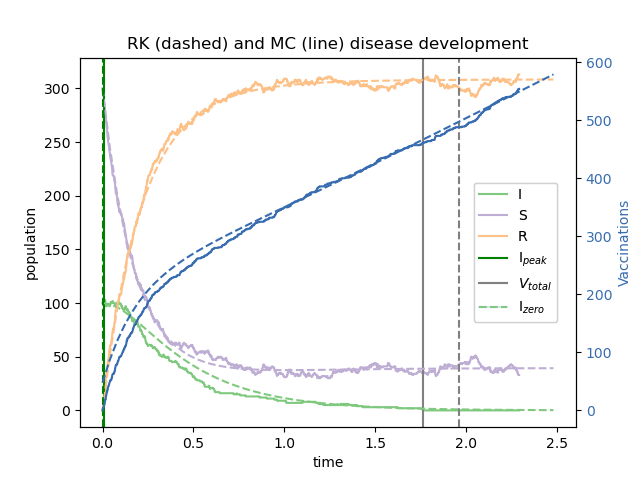 RK (dashed) and MC (line) disease development
population
300
250
200
150
100
50
0
600
500
400
300
200
100
0
Vaccinations
I
S
R
I_peak
V_total
I_zero
0.0 0.5 1.0 1.5 2.0 2.5
time